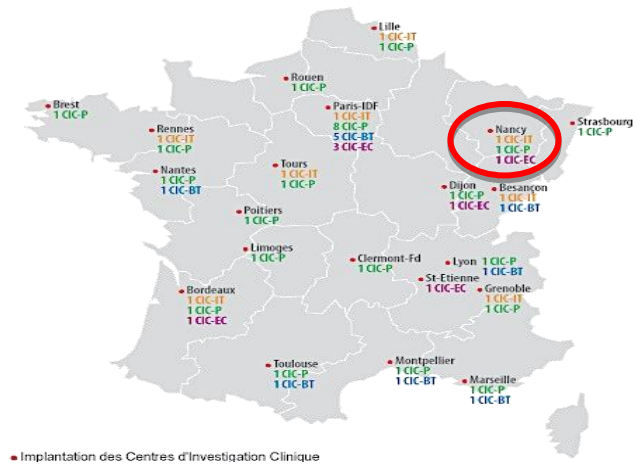 Lille
1 CIC-IT
1 CIC-P
Rouen
1 CIC-P
Brest
1 CIC-P
Paris-IDF
1 CIC-IT
8 CIC-P
5 CIC-BT
3 CIC-EC
Rennes
1 CIC-IT
1 CIC-P
Nancy
1 CIC-IT
1 CIC-P
1 CIC-EC
Strasbourg
1 CIC-P
Nantes
1 CIC-P
1 CIC-BT
Tours
1 CIC-IT
1 CIC-P
Dijon
1 CIC-P
1 CIC-EC
Besançon
1 CIC-IT
1 CIC-BT
Poitiers
1 CIC-P
Limoges
1 CIC-P
Clermont-Fd
1 CIC-P
Lyon 1 CIC-P
1 CIC-BT
St-Etienne
1 CIC-EC
Grenoble
1 CIC-IT
1 CIC-P
Bordeaux
1 CIC-IT
1 CIC-P
1 CIC-EC
Toulouse
1 CIC-P
1 CIC-BT
Montpellier
1 CIC-P
1 CIC-BT
Marseille
1 CIC-P
1 CIC-BT
Implantation des Centres d'Investigation Clinique